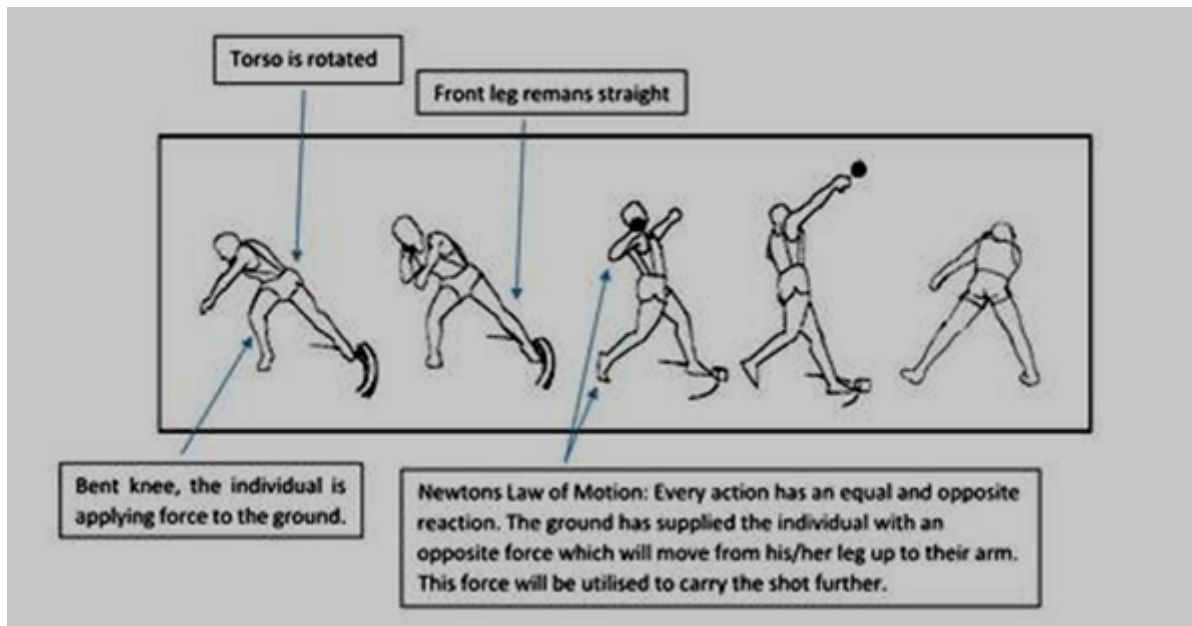 Torso is rotated
Front leg remans straight
Bent knee, the individual is
applying force to the ground.
Newtons Law of Motion: Every action has an equal and opposite
reaction. The ground has supplied the individual with an
opposite force which will move from his/her leg up to their arm.
This force will be utilised to carry the shot further.